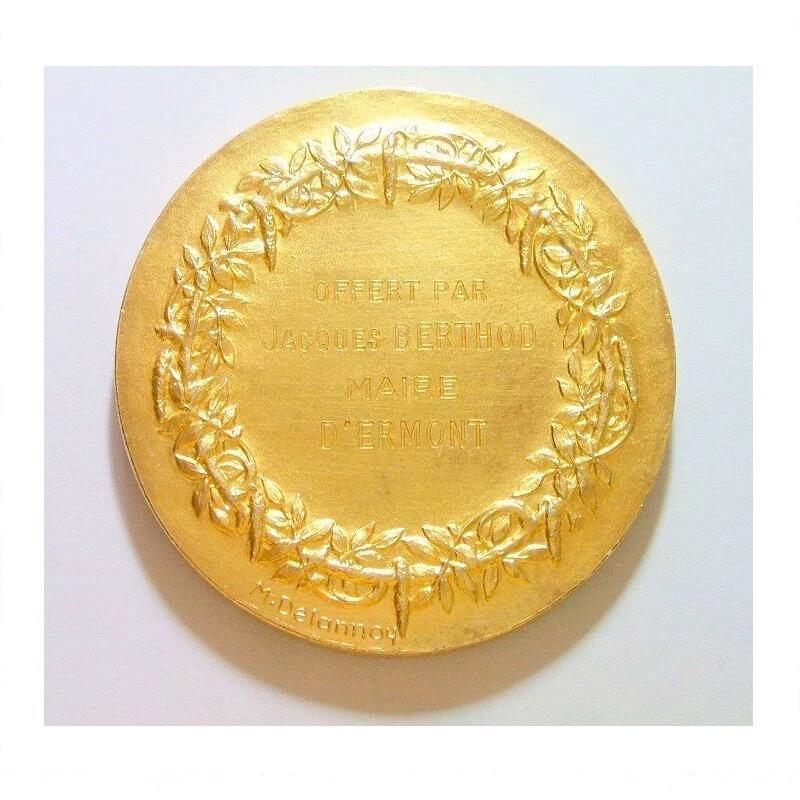 OFFERT PAR
JACQUES BERTHOD
MAIRE
D'ERMONT
M. Delannoy